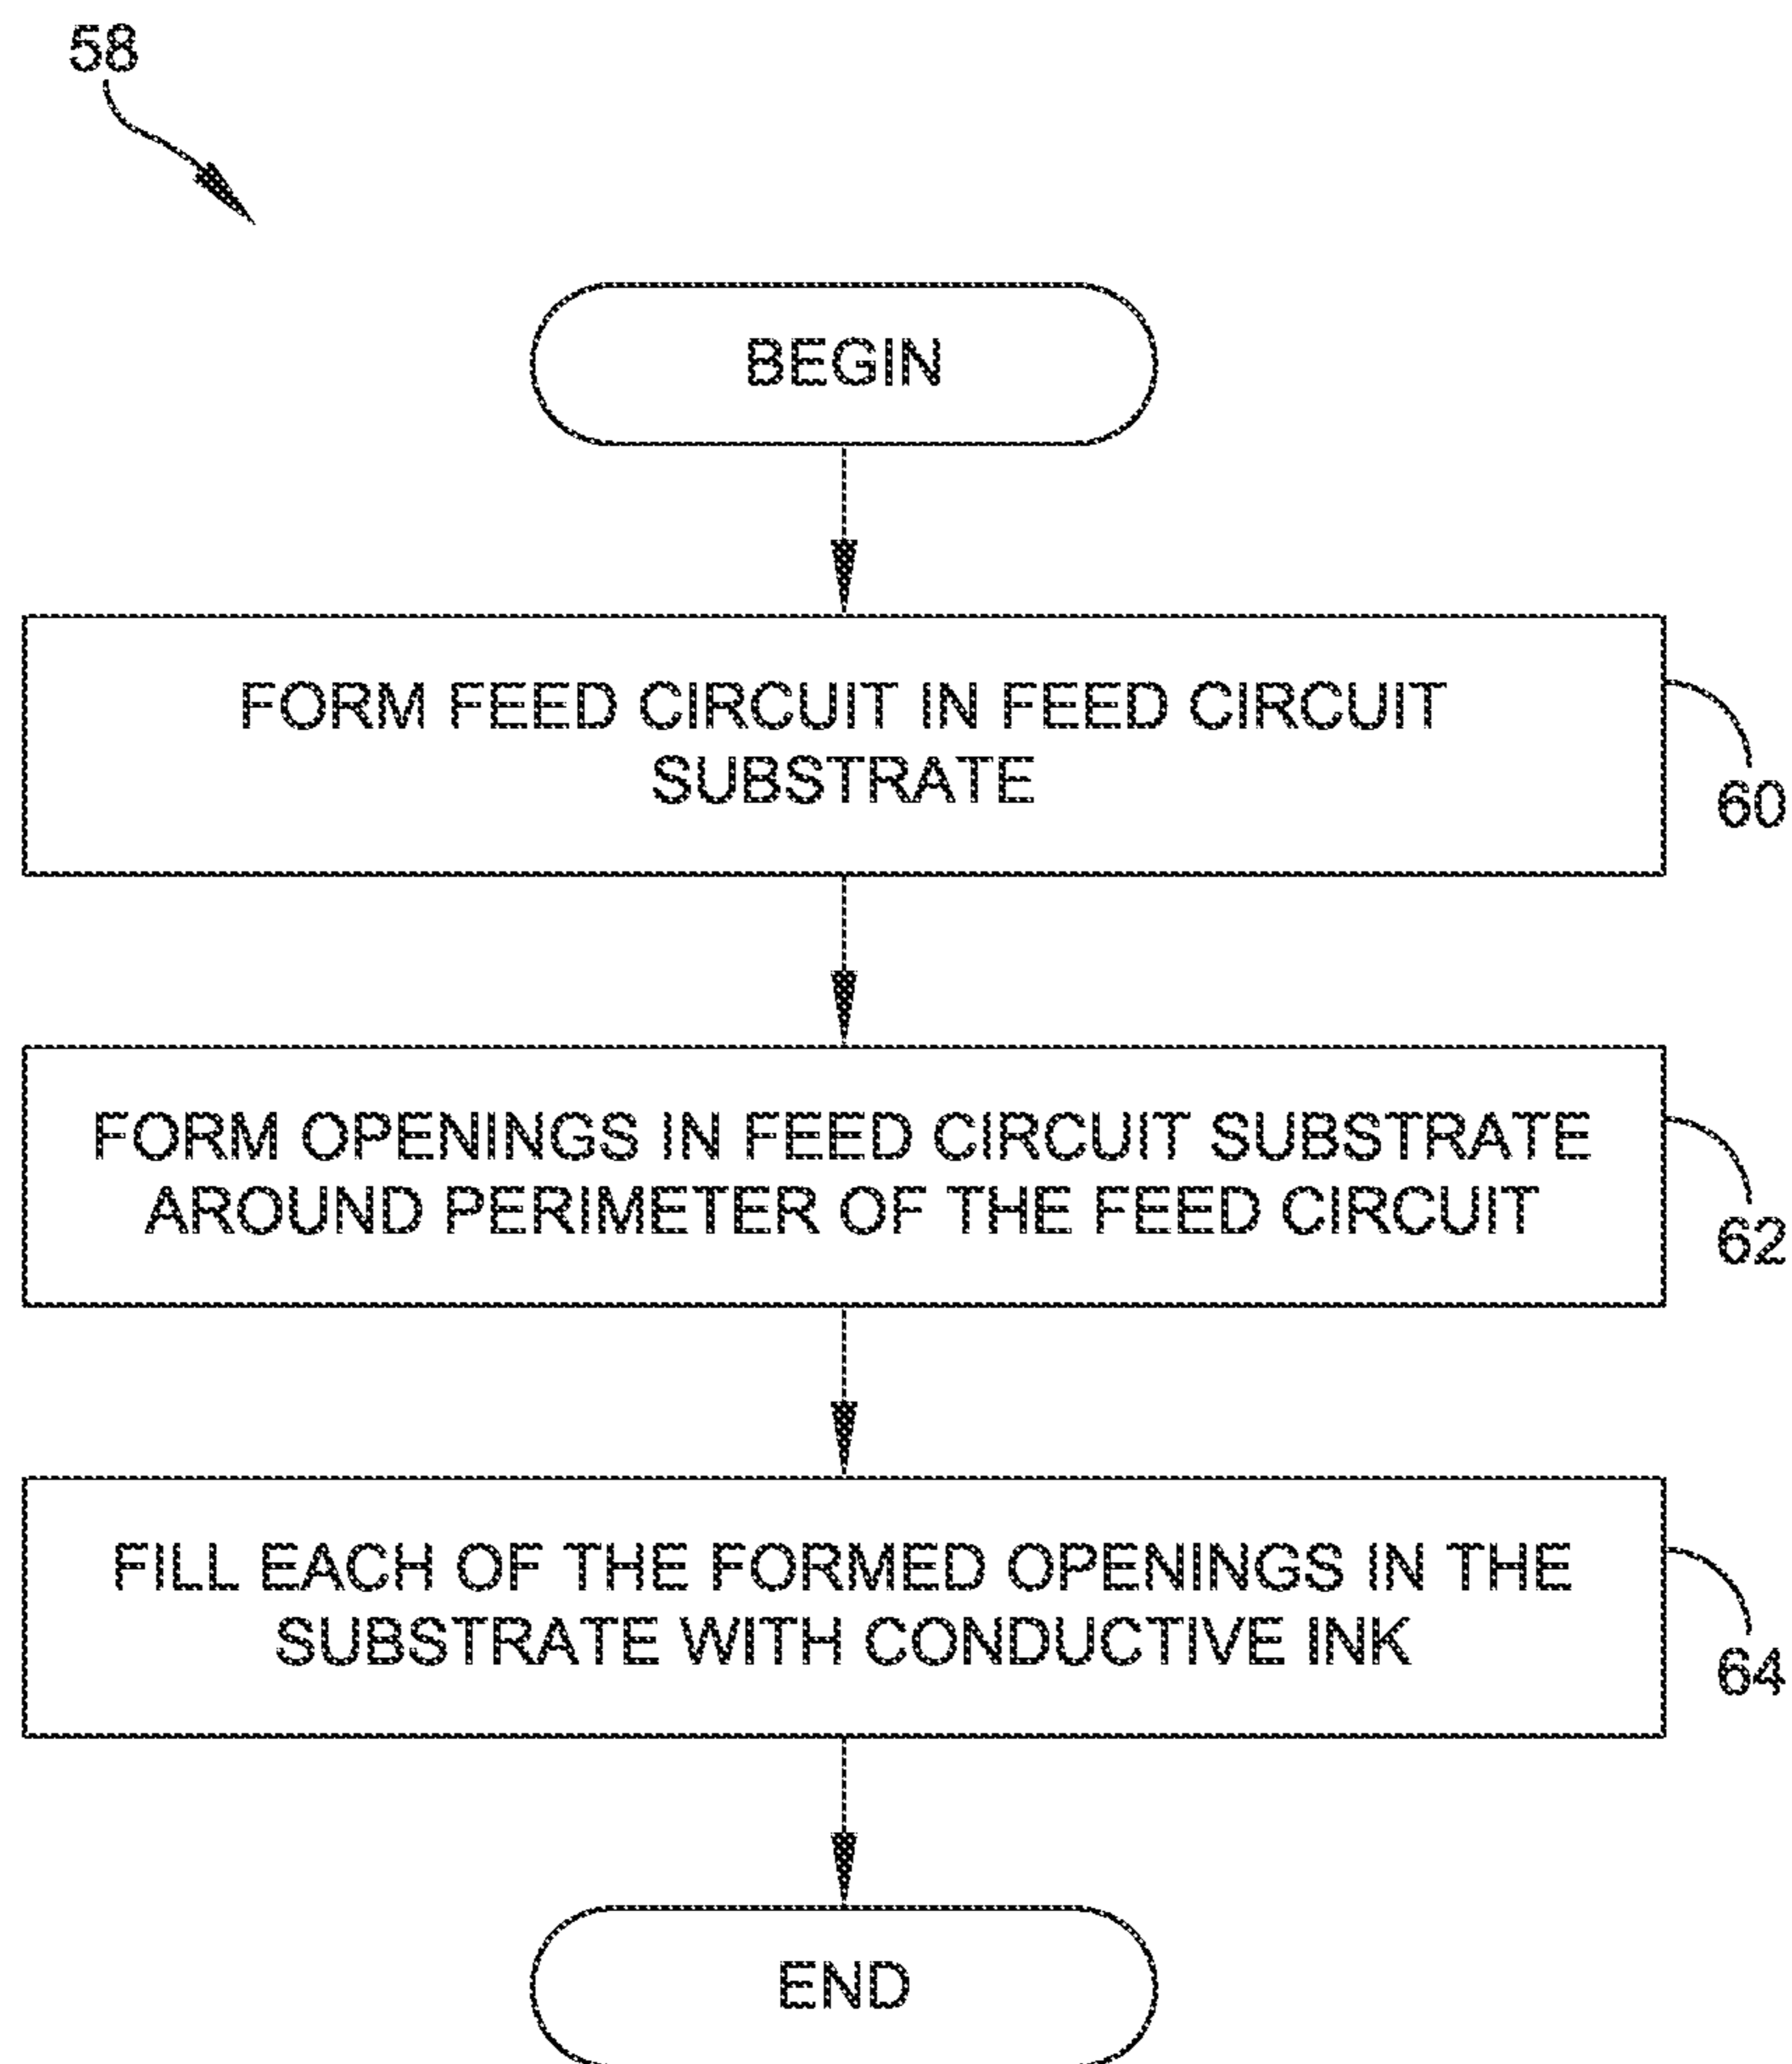 58
BEGIN
FORM FEED CIRCUIT IN FEED CIRCUIT
SUBSTRATE
60
FORM OPENINGS IN FEED CIRCUIT SUBSTRATE
AROUND PERIMETER OF THE FEED CIRCUIT
62
FILL EACH OF THE FORMED OPENINGS IN THE
SUBSTRATE WITH CONDUCTIVE INK
64
END